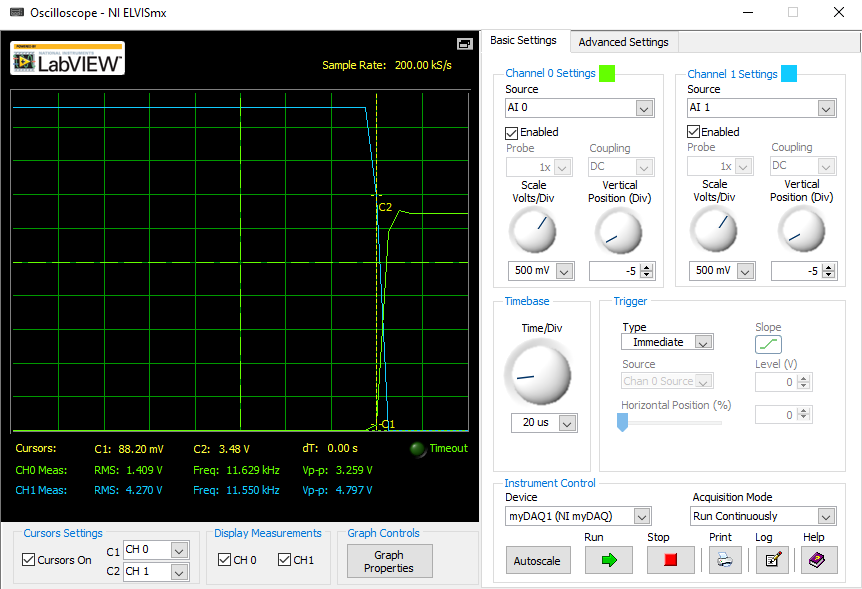 Oscilloscope - NI ELVISmx
POWERED BY
NATIONAL INSTRUMENTS
LabVIEW™
Sample Rate: 200.00 kS/s
C2
C1
Cursors: C1: 88.20 mV C2: 3.48 V dT: 0.00 s Timeout
CH0 Meas: RMS: 1.409 V Freq: 11.629 kHz Vp-p: 3.259 V
CH1 Meas: RMS: 4.270 V Freq: 11.550 kHz Vp-p: 4.797 V
Cursors Settings
Cursors On
C1 CH 0
C2 CH 1
Display Measurements
CH 0 CH1
Graph Controls
Graph
Properties
Basic Settings Advanced Settings
Channel 0 Settings
Source
AI 0
Enabled
Probe Coupling
1x DC
Scale Vertical
Volts/Div Position (Div)
500 mV -5
Channel 1 Settings
Source
AI 1
Enabled
Probe Coupling
1x DC
Scale Vertical
Volts/Div Position (Div)
500 mV -5
Timebase
Time/Div
20 us
Trigger
Type Slope
Immediate
Source Level (V)
Chan 0 Source 0
Horizontal Position (%)
0
Instrument Control
Device Acquisition Mode
myDAQ1 (NI myDAQ) Run Continuously
Run Stop Print Log Help
Autoscale